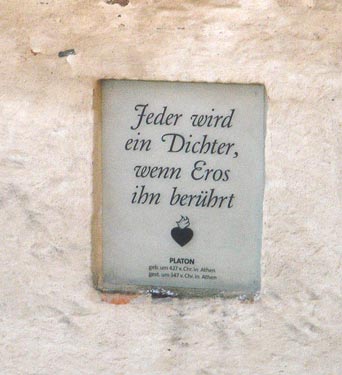 Jeder wird
ein Dichter,
wenn Eros
ihn berührt
PLATON
geb. um 427 v. Chr. in Athen
gest. um 347 v. Chr. in Athen